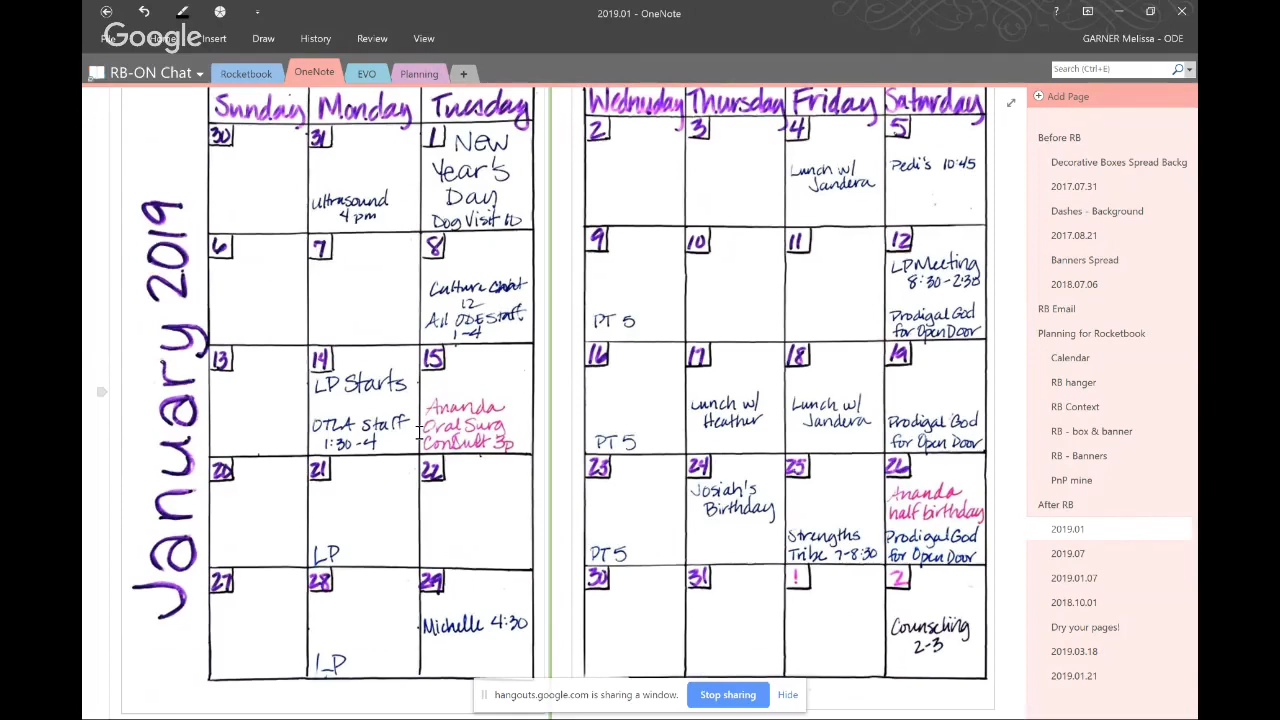 2019.01 - OneNote
Google
File Home Insert Draw History Review View
GARNER Melissa - ODE
RB-ON Chat
Rocketbook
OneNote
EVO
Planning
Search (Ctrl+E)
Add Page
January 2019
Sunday Monday Tuesday Wednesday Thursday Friday Saturday
30
31
Ultrasound
4 pm
1 New
Year's
Day
Dog Visit 10
2
3
4
Lunch w/
Jandera
5
Pedi's 10:45
6
7
8
Culture Chat
12
All ODE Staff
1-4
9
PT 5
10
11
12
LP Meeting
8:30-2:30
Prodigal God
for Open Door
13
14
LP Starts
OTLA Staff
1:30-4
15
Ananda
Oral Surg
Consult 3p
16
PT 5
17
Lunch w/
Heather
18
Lunch w/
Jandera
19
Prodigal God
for Open Door
20
21
LP
22
23
PT 5
24
Josiah's
Birthday
25
Strengths
Tribe 7-8:30
26
Ananda
half birthday
Prodigal God
for Open Door
27
28
LP
29
Michelle 4:30
30
31
1
2
Counseling
2-3
Before RB
Decorative Boxes Spread Backg
2017.07.31
Dashes - Background
2017.08.21
Banners Spread
2018.07.06
RB Email
Planning for Rocketbook
Calendar
RB hanger
RB Context
RB - box & banner
RB - Banners
PnP mine
After RB
2019.01
2019.07
2019.01.07
2018.10.01
Dry your pages!
2019.03.18
2019.01.21
hangouts.google.com is sharing a window.
Stop sharing
Hide